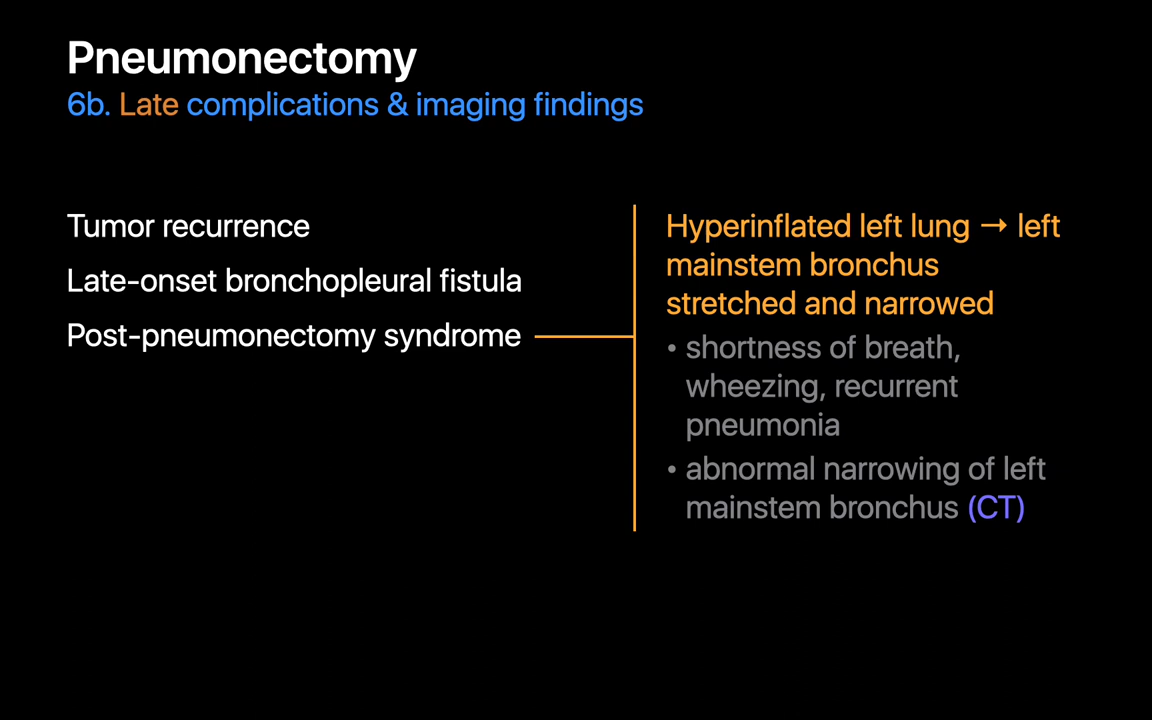 Pneumonectomy
6b. Late complications & imaging findings
Tumor recurrence
Late-onset bronchopleural fistula
Post-pneumonectomy syndrome
Hyperinflated left lung → left
mainstem bronchus
stretched and narrowed
• shortness of breath,
wheezing, recurrent
pneumonia
• abnormal narrowing of left
mainstem bronchus (CT)